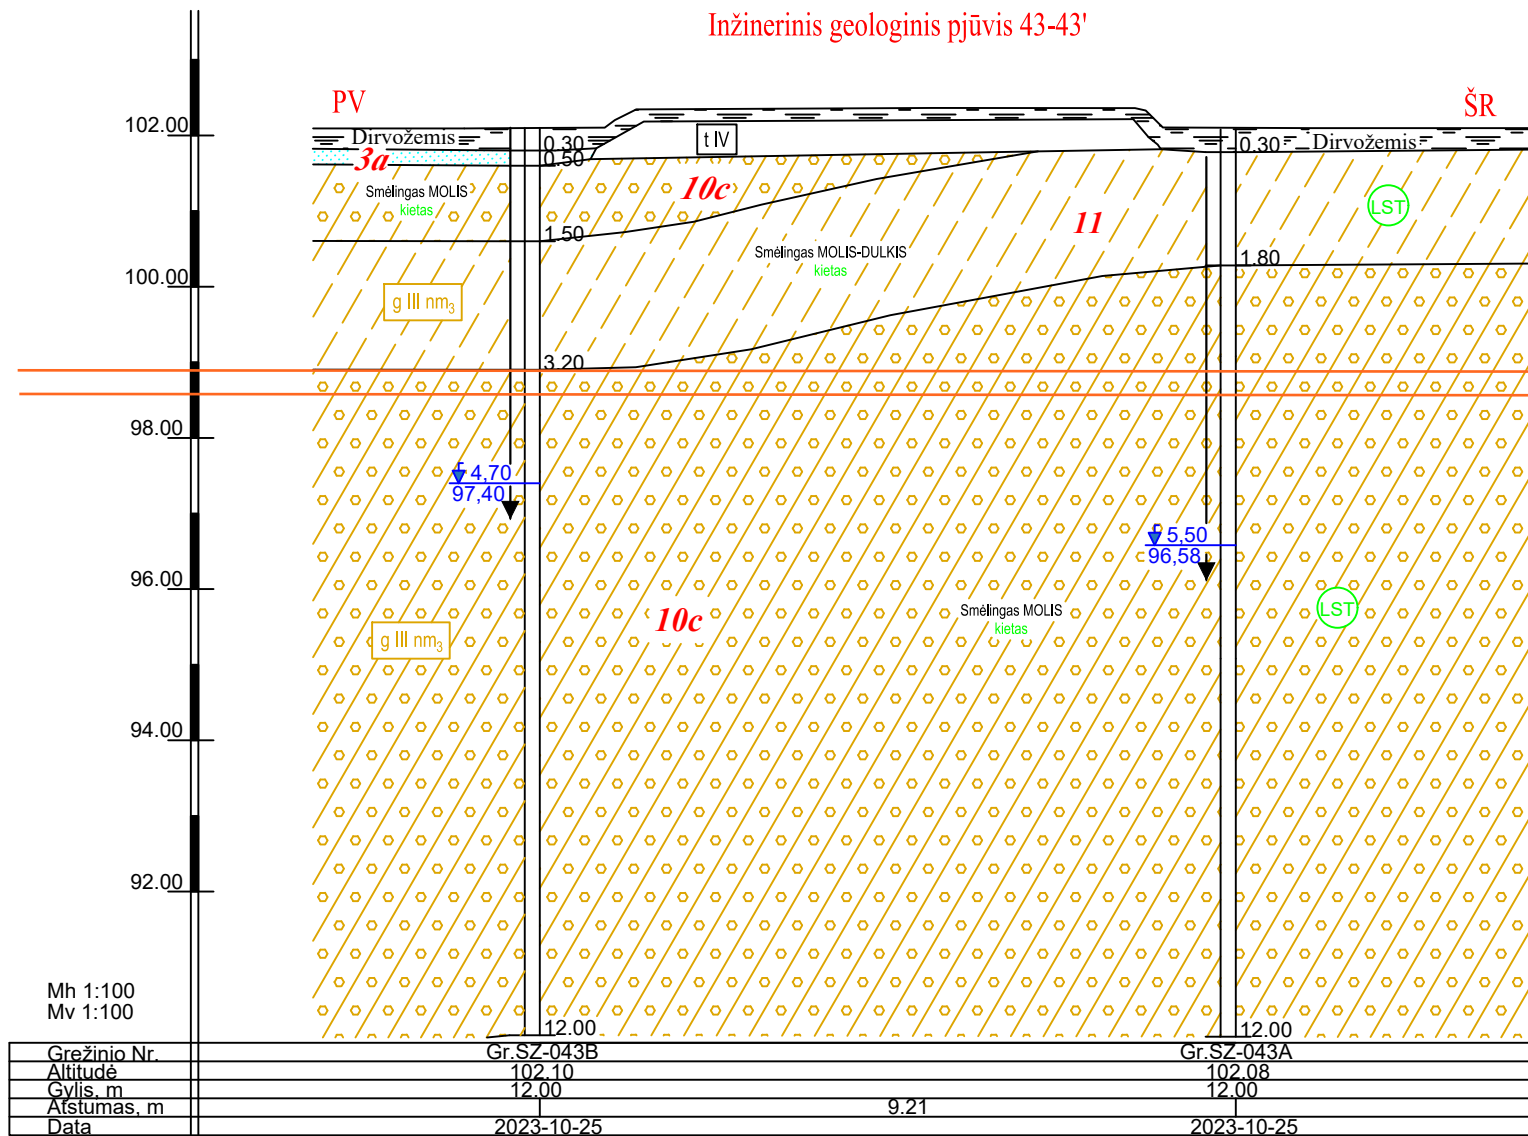 Inžinerinis geologinis pjūvis 43-43'
PV
ŠR
102.00
Dirvožemis
0.30
t IV
0.30
Dirvožemis
3a
0.50
Smėlingas MOLIS
kietas
10c
LST
11
1.50
Smėlingas MOLIS-DULKIS
kietas
1.80
100.00
g III nm3
3.20
98.00
4,70
97,40
5,50
96,58
96.00
10c
Smėlingas MOLIS
kietas
LST
g III nm3
94.00
92.00
Mh 1:100
Mv 1:100
12.00
12.00
Grežinio Nr. Gr.SZ-043B Gr.SZ-043A
Altitudė 102.10 102.08
Gylis, m 12.00 12.00
Atstumas, m 9.21
Data 2023-10-25 2023-10-25